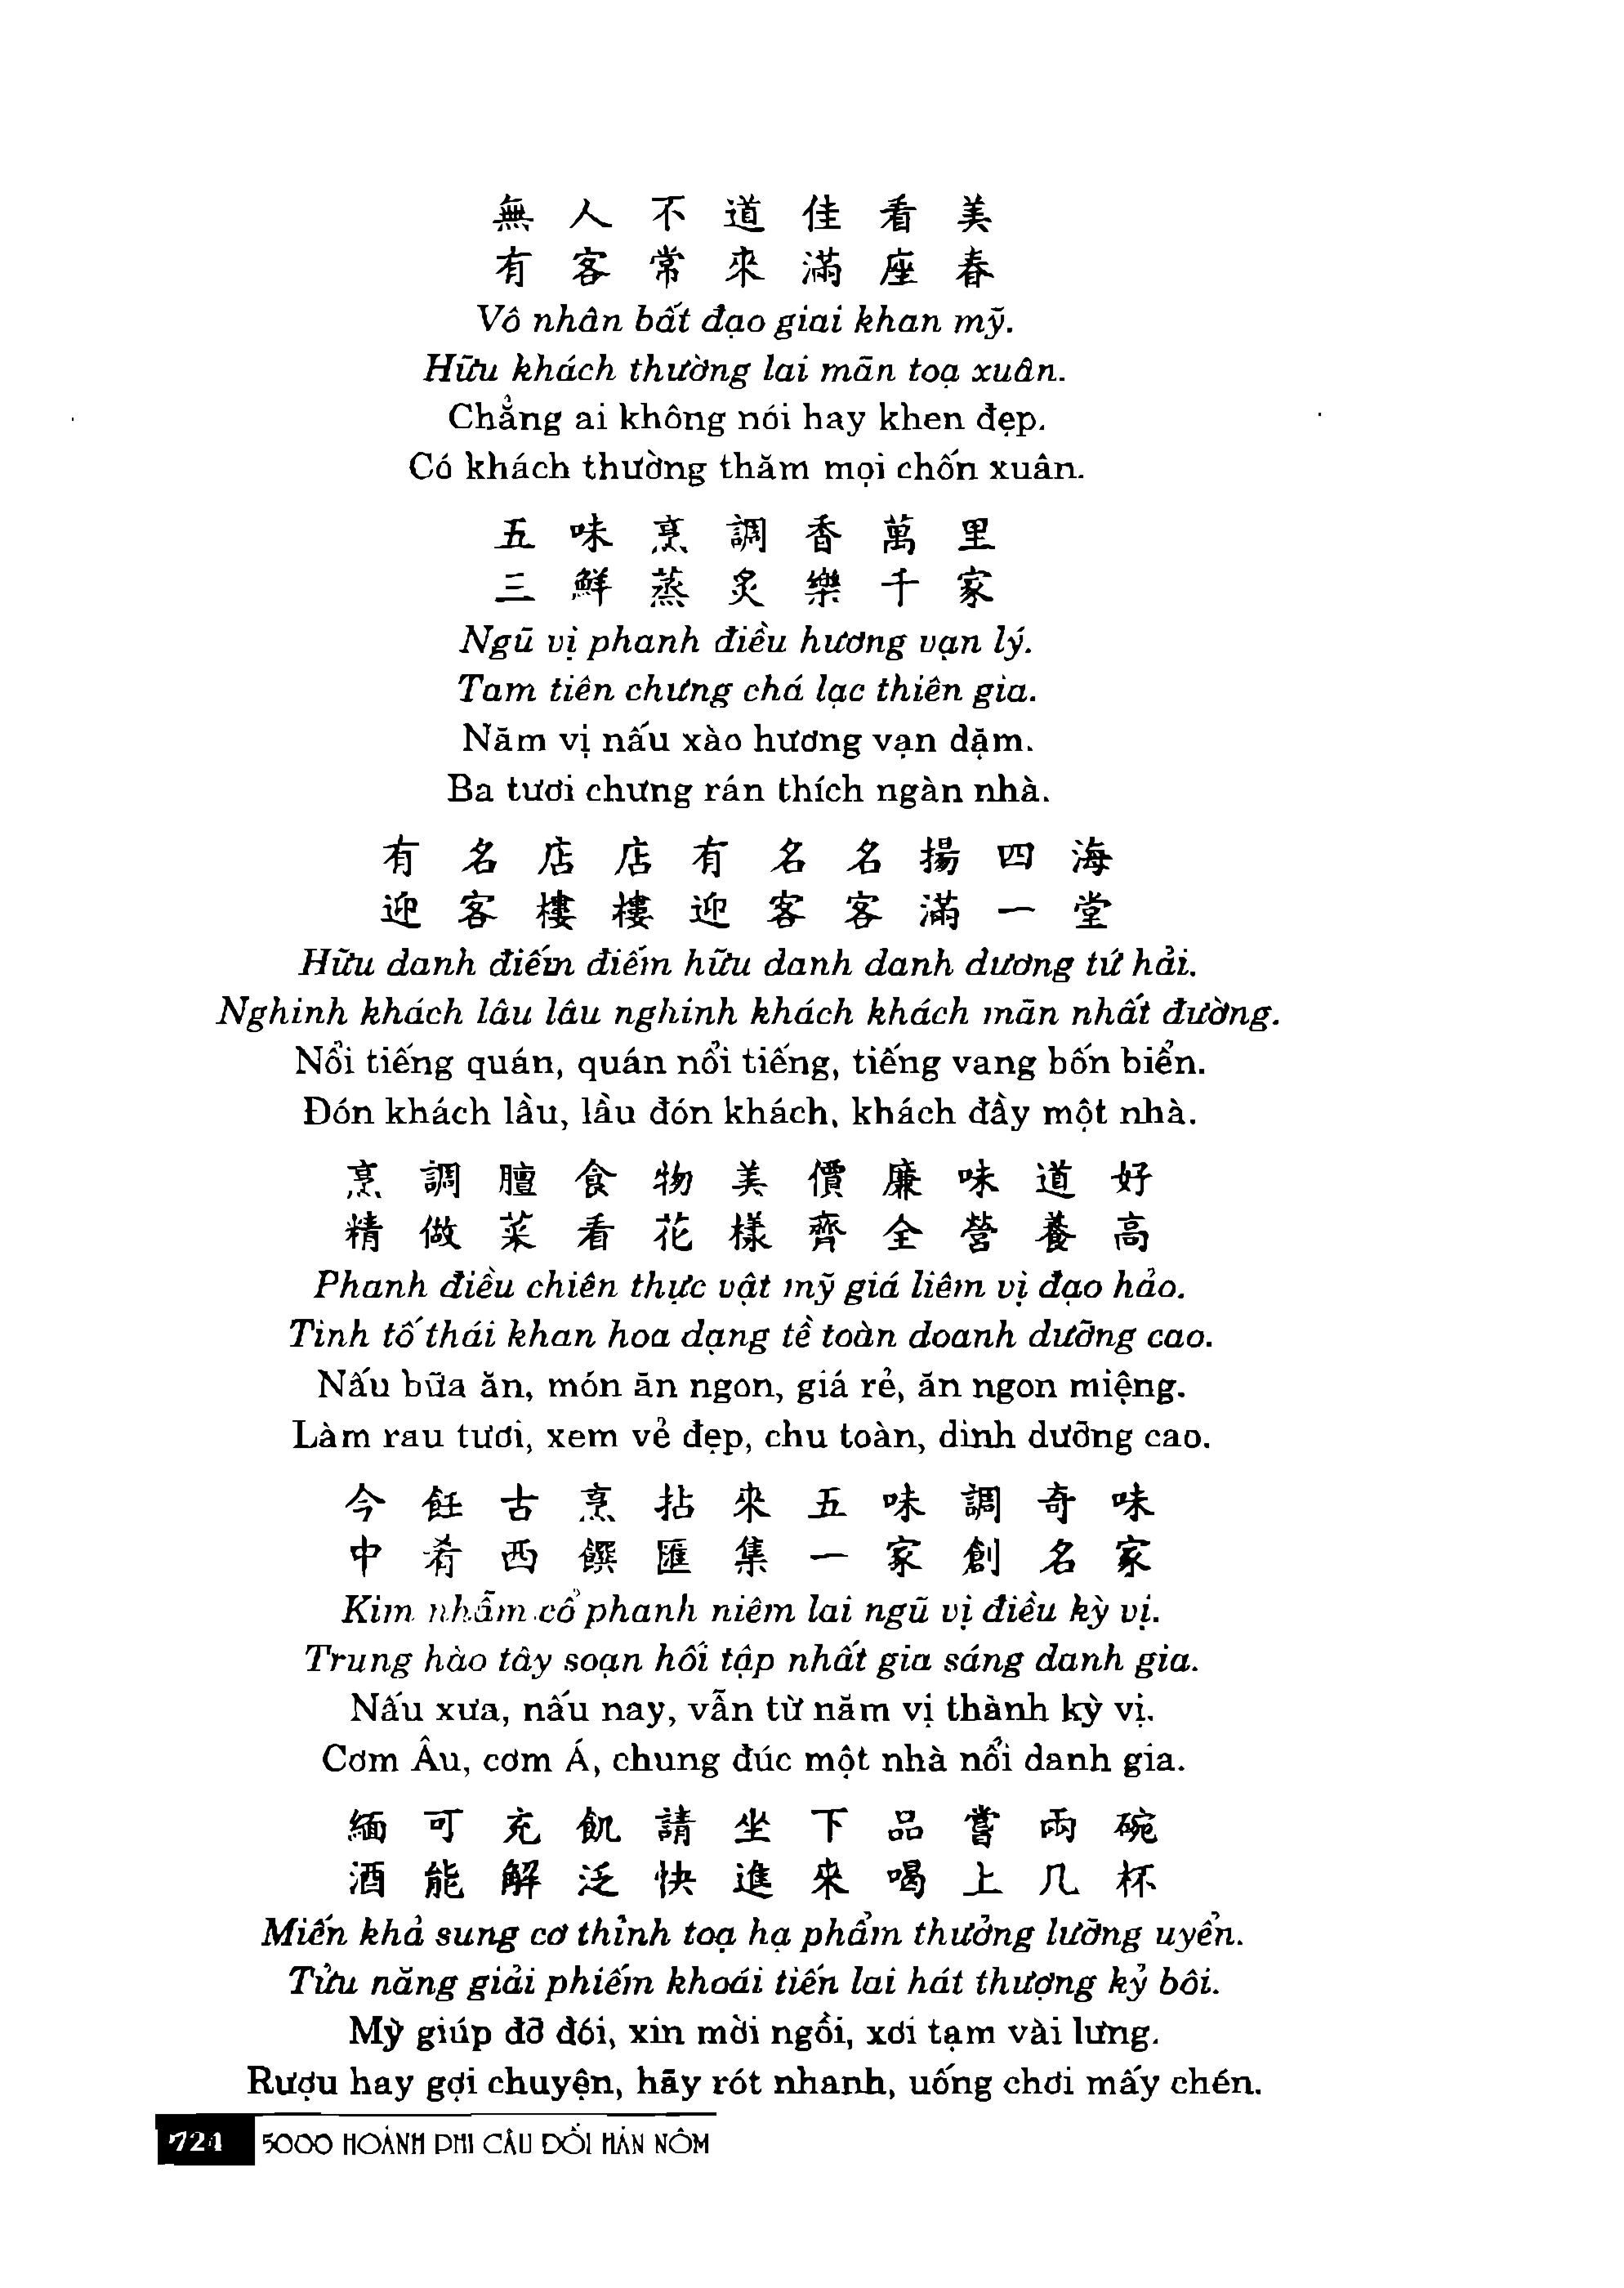 無人不道佳看美
有客常來滿座春
Vô nhân bất đạo giai khan mỹ.
Hữu khách thường lai mãn toạ xuân.
Chẳng ai không nói hay khen đẹp.
Có khách thường thăm mọi chốn xuân.
五味烹調香萬里
三鮮蒸炙樂千家
Ngũ vị phanh điều hương vạn lý.
Tam tiên chưng chá lạc thiên gia.
Năm vị nấu xào hương vạn dặm.
Ba tươi chưng rán thích ngàn nhà.
有名店店有名名揚四海
迎客樓樓迎客客滿一堂
Hữu danh điếm điếm hữu danh danh dương tứ hải.
Nghinh khách lâu lâu nghinh khách khách mãn nhất đường.
Nổi tiếng quán, quán nổi tiếng, tiếng vang bốn biển.
Đón khách lầu, lầu đón khách, khách đầy một nhà.
烹調膻食物美價廉味道好
精做菜看花樣齊全營養高
Phanh điều chiên thực vật mỹ giá liêm vị đạo hảo.
Tinh tố thái khan hoa dạng tề toàn doanh dưỡng cao.
Nấu bữa ăn, món ăn ngon, giá rẻ, ăn ngon miệng.
Làm rau tươi, xem vẻ đẹp, chu toàn, dinh dưỡng cao.
今飪古烹拈來五味調奇味
中肴西饌匯集一家創名家
Kim nhẫm cổ phanh niêm lai ngũ vị điều kỳ vị.
Trung hào tây soạn hối tập nhất gia sáng danh gia.
Nấu xưa, nấu nay, vẫn từ năm vị thành kỳ vị.
Cơm Âu, cơm Á, chung đúc một nhà nổi danh gia.
緬可充飢請坐下品嘗兩碗
酒能解泛快進來喝上几杯
Miến khả sung cơ thỉnh toạ hạ phẩm thưởng lưỡng uyển.
Tửu năng giải phiếm khoái tiến lai hát thượng kỷ bôi.
Mỳ giúp đỡ đói, xin mời ngồi, xơi tạm vài lưng.
Rượu hay gợi chuyện, hãy rót nhanh, uống chơi mấy chén.
724 5000 HOÀNH PHI CÂU ĐỐI HÁN NÔM